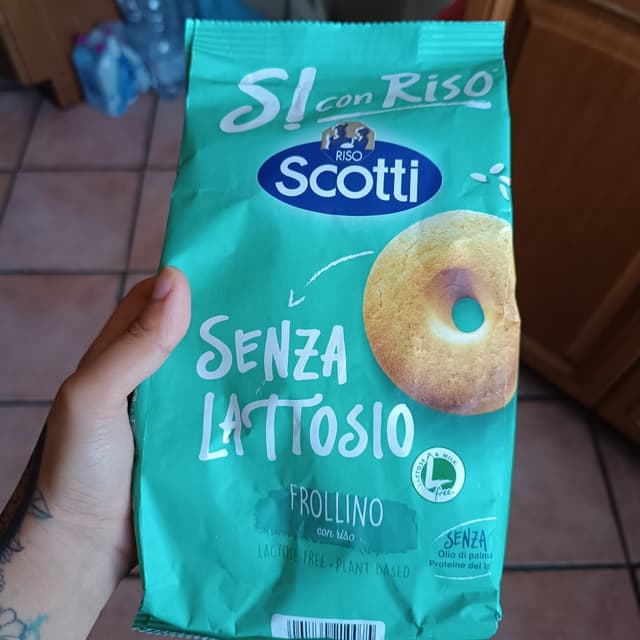 SÌ con RISO
RISO
Scotti
SENZA
LATTOSIO
LACTOSE & MILK
free.
FROLLINO
con riso
LACTOSE FREE • PLANT BASED
SENZA
Olio di palma
Proteine del